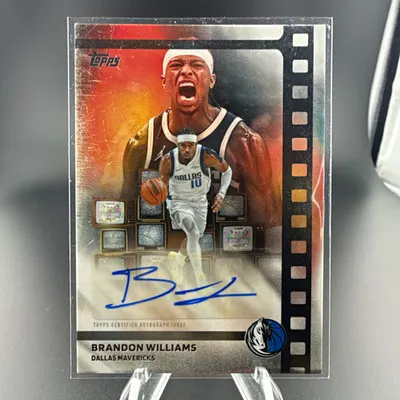 TOPPS
DALLAS
10
TOPPS CERTIFIED AUTOGRAPH ISSUE
BRANDON WILLIAMS
DALLAS MAVERICKS